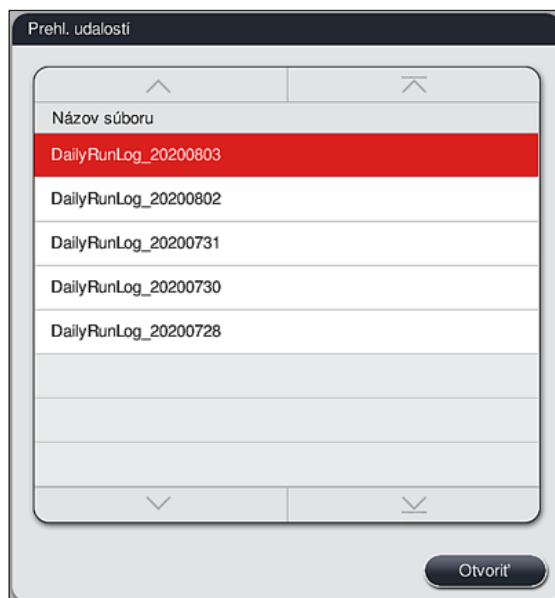 Prehl. udalostí
Názov súboru
DailyRunLog_20200803
DailyRunLog_20200802
DailyRunLog_20200731
DailyRunLog_20200730
DailyRunLog_20200728
Otvoriť